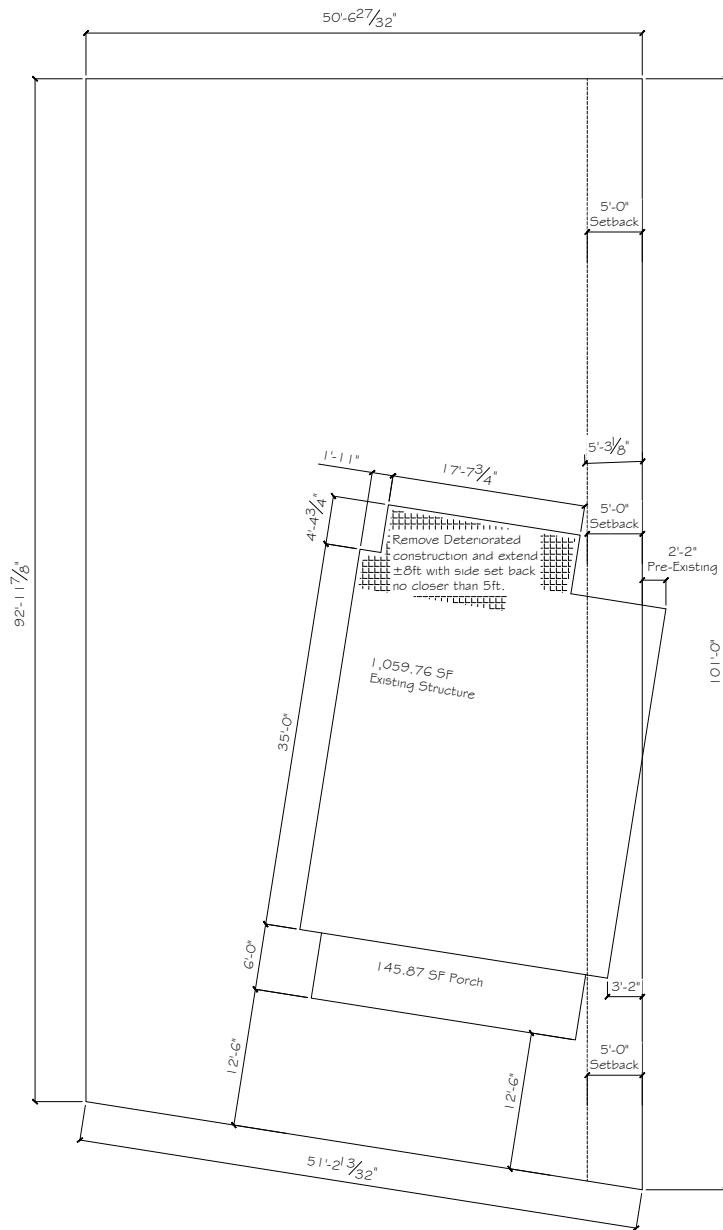 50'-6 27/32"
5'-0"
Setback
5'-3 1/8"
1'-11"
17'-7 3/4"
4'-4 3/4"
5'-0"
Setback
Remove Deteriorated
construction and extend
±8ft with side set back
no closer than 5ft.
2'-2"
Pre-Existing
92'-11 7/8"
101'-0"
1,059.76 SF
Existing Structure
35'-0"
6'-0"
145.87 SF Porch
3'-2"
12'-6"
12'-6"
5'-0"
Setback
51'-2 13/32"